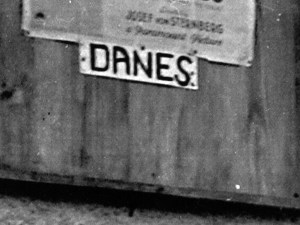 JOSEF VON STERNBERG
a Paramount Picture
DANES